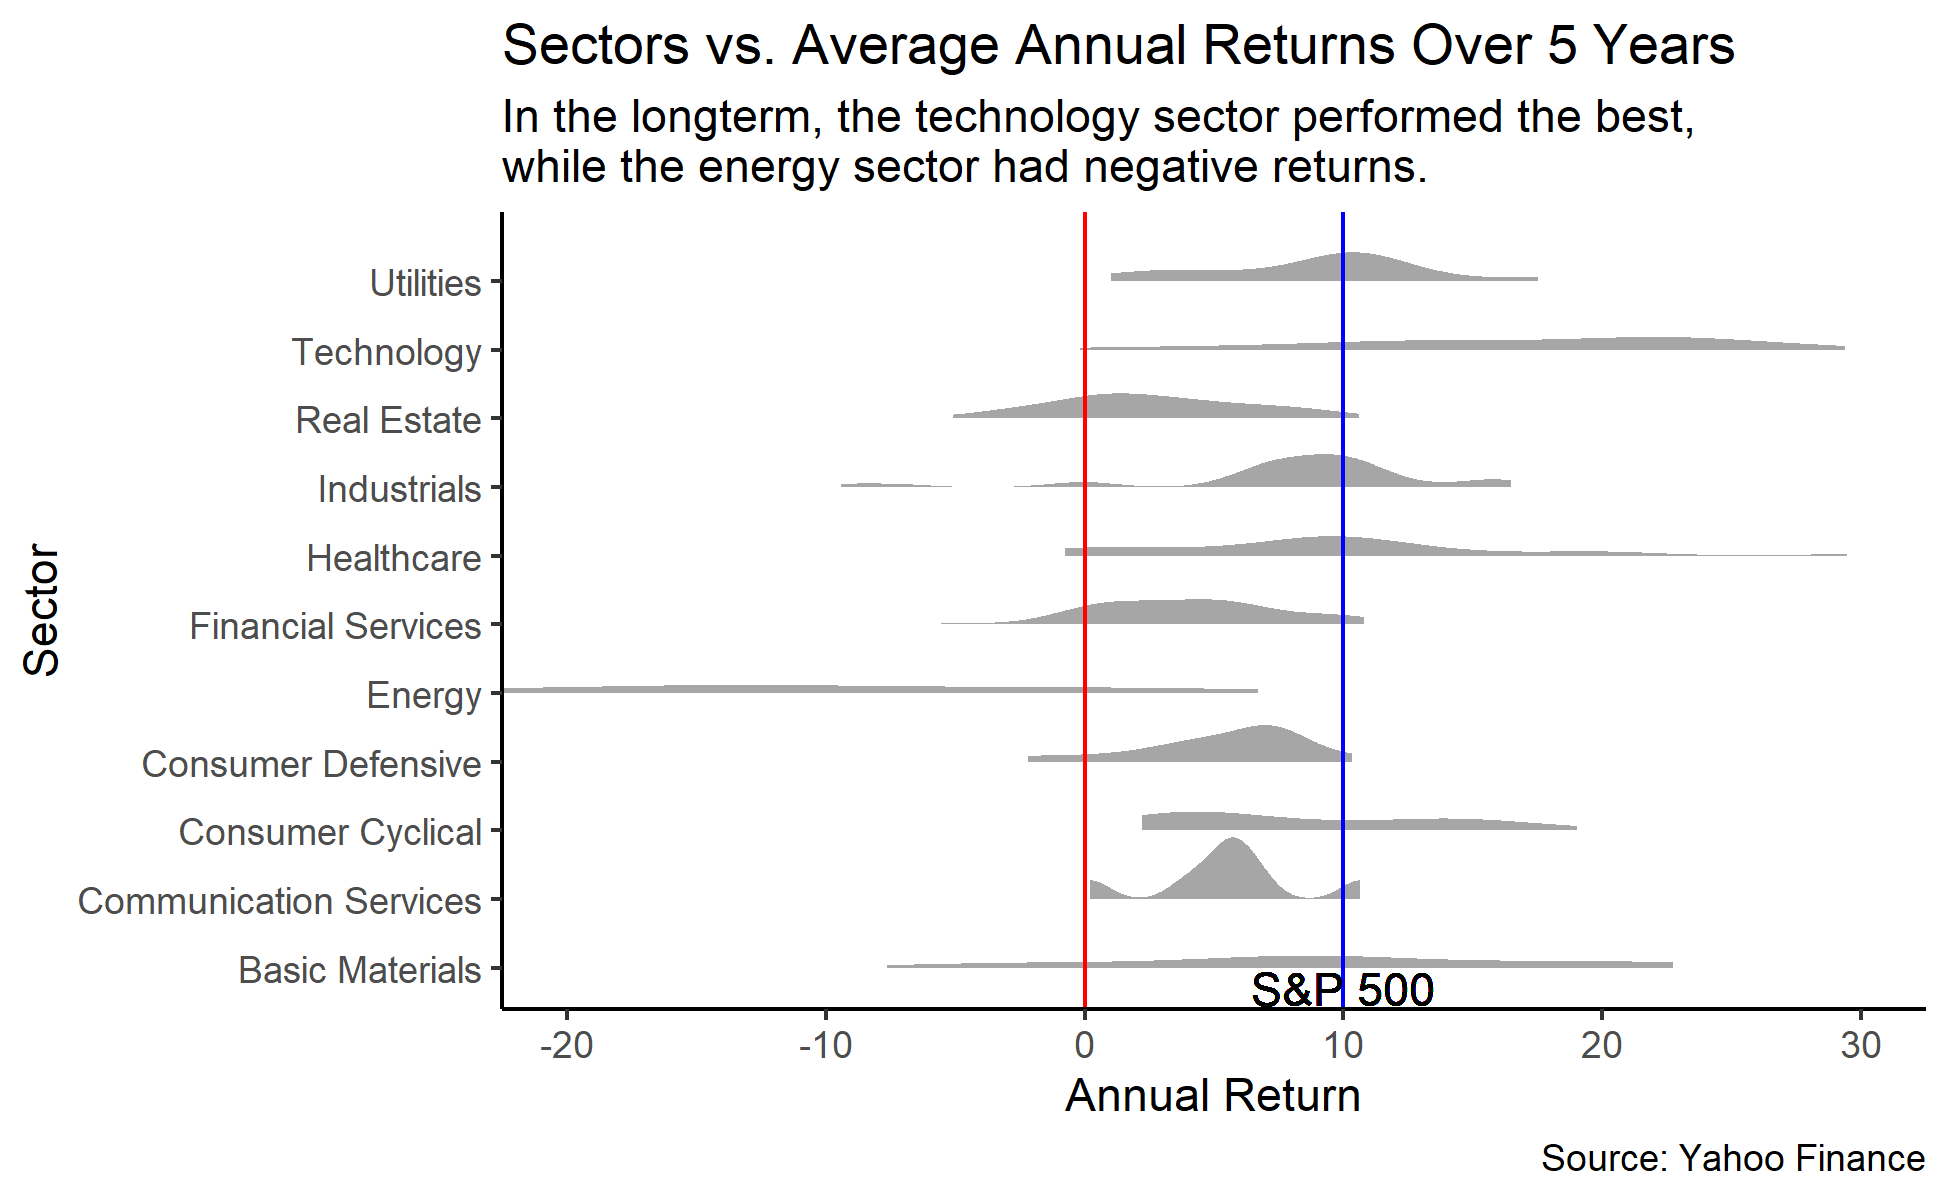 Sectors vs. Average Annual Returns Over 5 Years
In the longterm, the technology sector performed the best,
while the energy sector had negative returns.
Sector
Utilities
Technology
Real Estate
Industrials
Healthcare
Financial Services
Energy
Consumer Defensive
Consumer Cyclical
Communication Services
Basic Materials
S&P 500
-20 -10 0 10 20 30
Annual Return
Source: Yahoo Finance